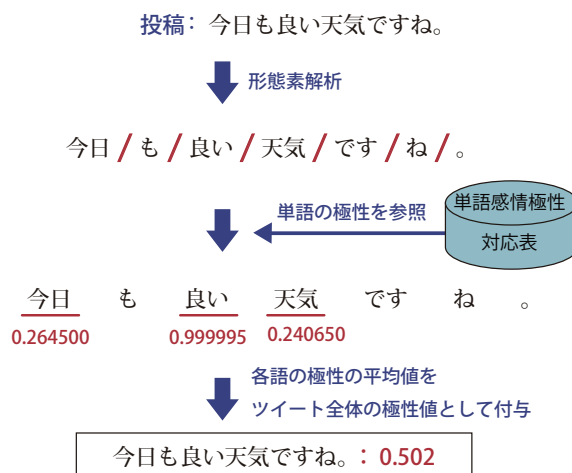 投稿：今日も良い天気ですね。
形態素解析
今日 / も / 良い / 天気 / です / ね / 。
単語の極性を参照
単語感情極性
対応表
今日 も 良い 天気 です ね 。
0.264500 0.999995 0.240650
各語の極性の平均値を
ツイート全体の極性値として付与
今日も良い天気ですね。：0.502